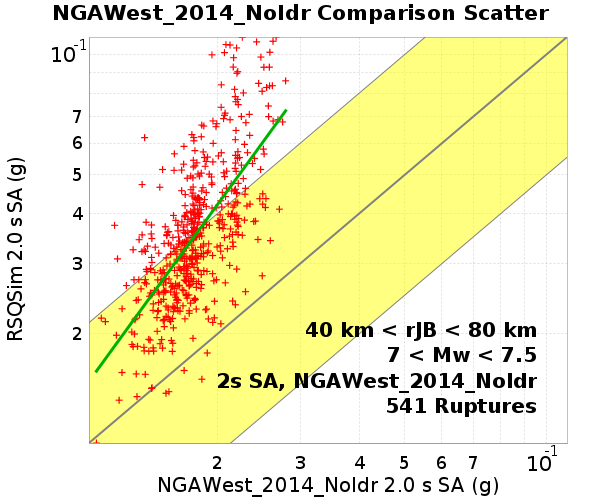 NGAWest_2014_NoIdr Comparison Scatter
10-1
7
6
5
4
3
2
RSQSim 2.0 s SA (g)
40 km < rJB < 80 km
7 < Mw < 7.5
2s SA, NGAWest_2014_NoIdr
541 Ruptures
2 3 4 5 6 7 10-1
NGAWest_2014_NoIdr 2.0 s SA (g)